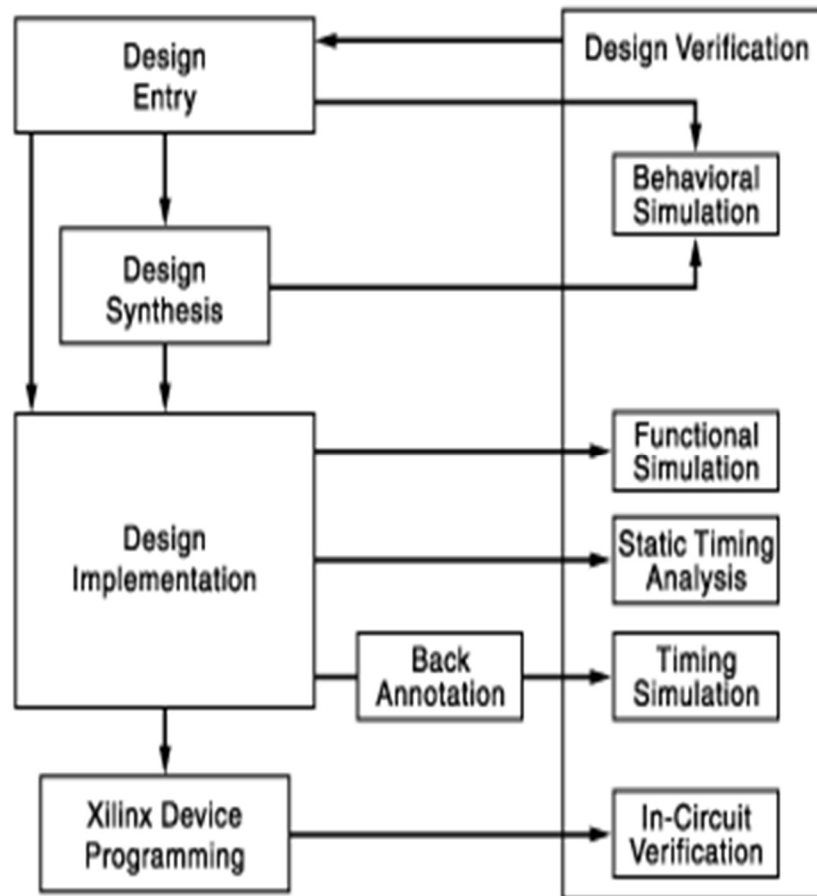 Design
Entry
Design Verification
Behavioral
Simulation
Design
Synthesis
Functional
Simulation
Design
Implementation
Static Timing
Analysis
Back
Annotation
Timing
Simulation
Xilinx Device
Programming
In-Circuit
Verification